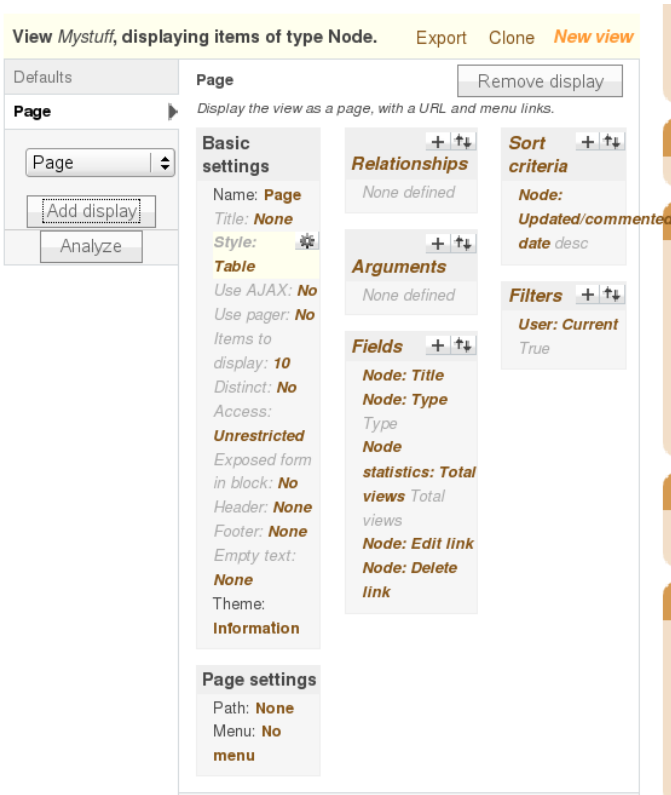 View Mystuff, displaying items of type Node.
Export Clone New view
Defaults
Page
Page
Add display
Analyze
Page
Remove display
Display the view as a page, with a URL and menu links.
Basic
settings
Name: Page
Title: None
Style:
Table
Use AJAX: No
Use pager: No
Items to
display: 10
Distinct: No
Access:
Unrestricted
Exposed form
in block: No
Header: None
Footer: None
Empty text:
None
Theme:
Information
Page settings
Path: None
Menu: No
menu
Relationships
None defined
Arguments
None defined
Fields
Node: Title
Node: Type
Type
Node
statistics: Total
views Total
views
Node: Edit link
Node: Delete
link
Sort
criteria
Node:
Updated/commented
date desc
Filters
User: Current
True